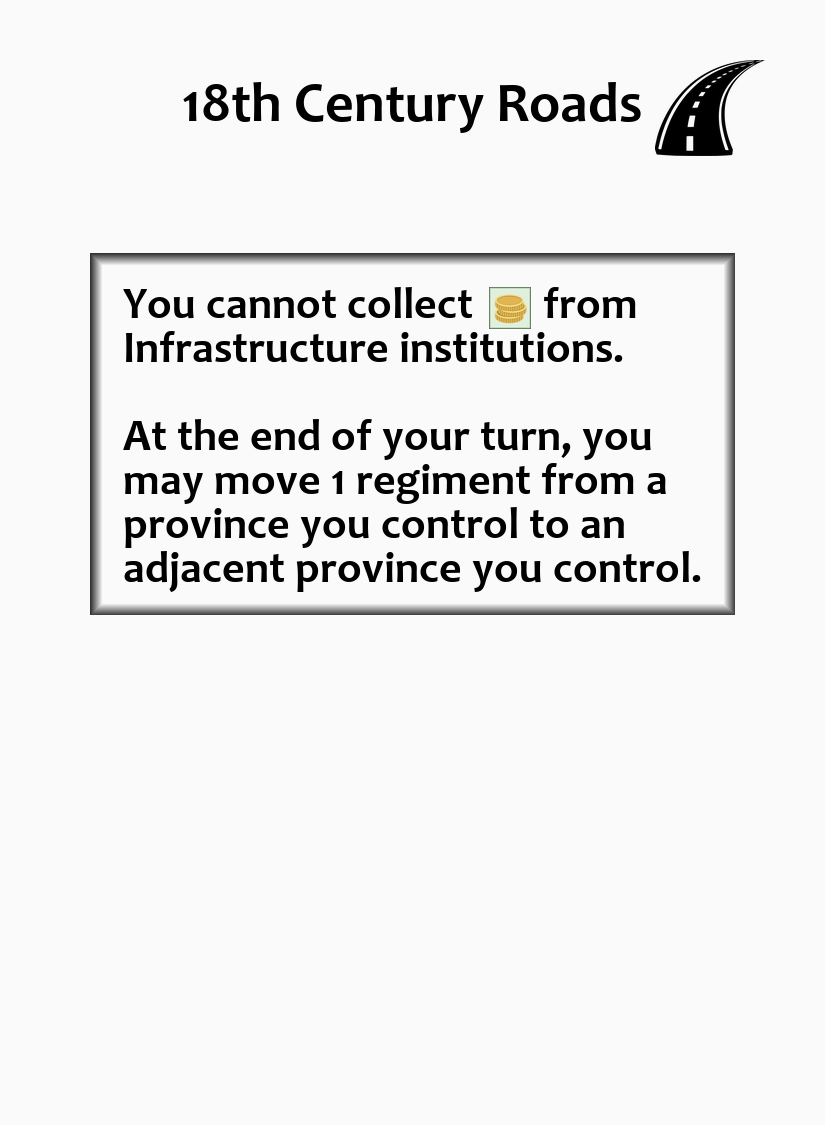 18th Century Roads
You cannot collect from
Infrastructure institutions.
At the end of your turn, you
may move 1 regiment from a
province you control to an
adjacent province you control.